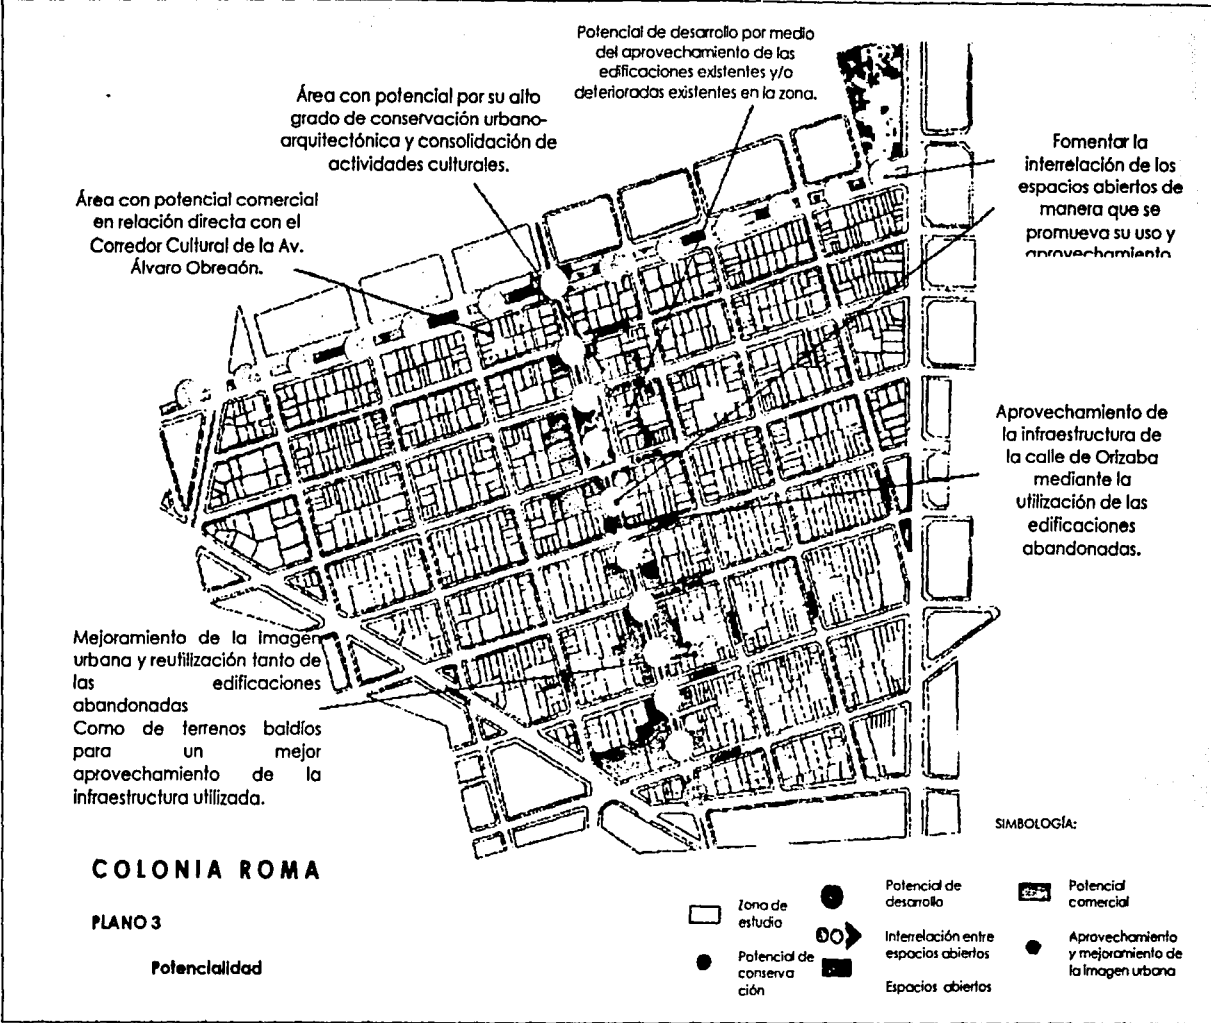 Potencial de desarrollo por medio
del aprovechamiento de las
edificaciones existentes y/o
deterioradas existentes en la zona.
Área con potencial por su alto
grado de conservación urbano-
arquitectónica y consolidación de
actividades culturales.
Área con potencial comercial
en relación directa con el
Corredor Cultural de la Av.
Álvaro Obregón.
Fomentar la
interrelación de los
espacios abiertos de
manera que se
promueva su uso y
aprovechamiento
Aprovechamiento de
la infraestructura de
la calle de Orizaba
mediante la
utilización de las
edificaciones
abandonadas.
Mejoramiento de la imagen
urbana y reutilización tanto de
las edificaciones
abandonadas
Como de terrenos baldíos
para un mejor
aprovechamiento de la
infraestructura utilizada.
COLONIA ROMA
PLANO 3
Potencialidad
SIMBOLOGÍA:
Zona de
estudio
Potencial de
conserva
ción
Potencial de
desarrollo
Interrelación entre
espacios abiertos
Espacios abiertos
Potencial
comercial
Aprovechamiento
y mejoramiento de
la imagen urbana